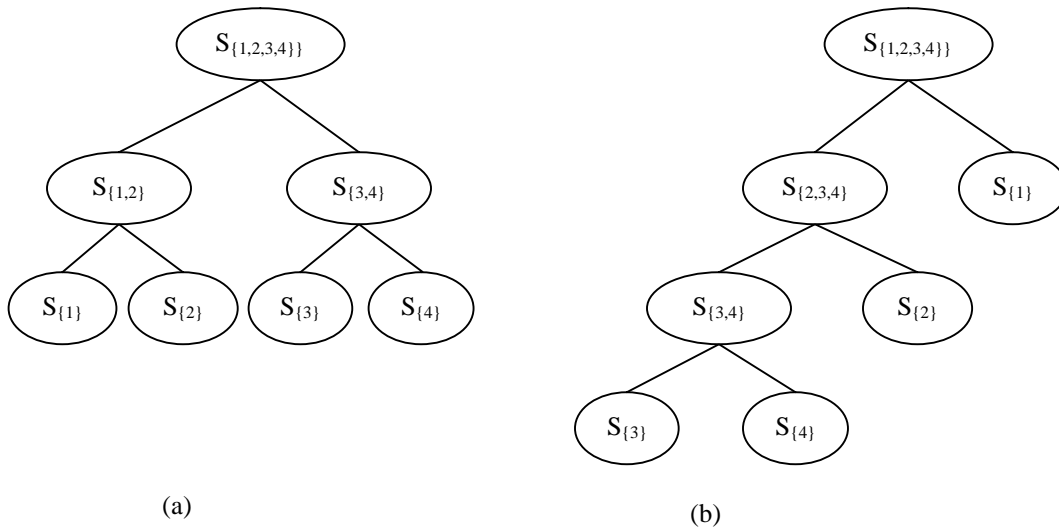 S{1,2,3,4}}
S{1,2}
S{3,4}
S{1}
S{2}
S{3}
S{4}
(a)
S{1,2,3,4}}
S{2,3,4}
S{1}
S{3,4}
S{2}
S{3}
S{4}
(b)